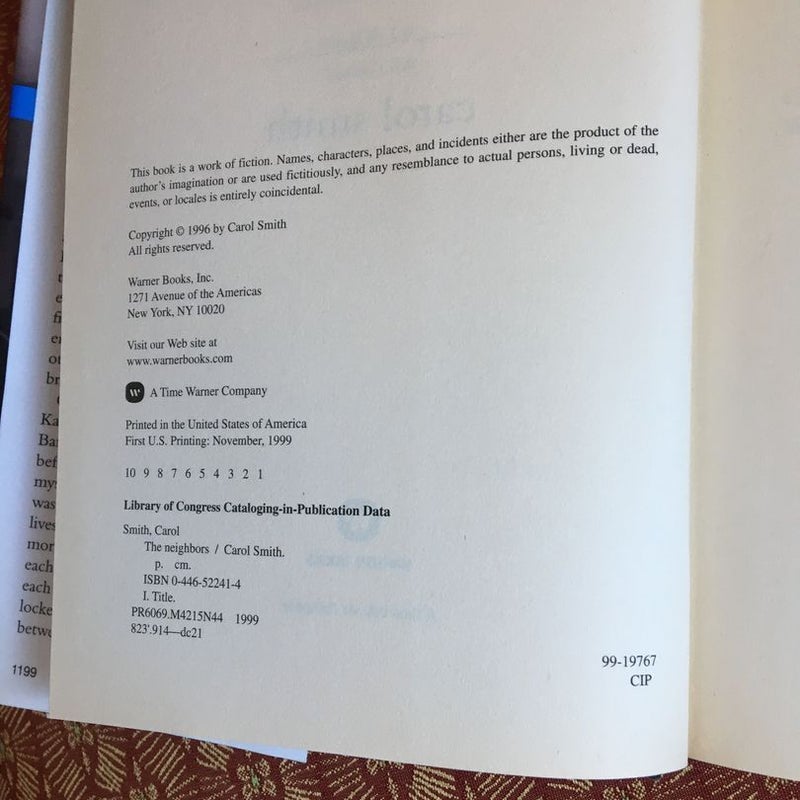 carol smith
This book is a work of fiction. Names, characters, places, and incidents either are the product of the
author's imagination or are used fictitiously, and any resemblance to actual persons, living or dead,
events, or locales is entirely coincidental.
Copyright © 1996 by Carol Smith
All rights reserved.
Warner Books, Inc.
1271 Avenue of the Americas
New York, NY 10020
Visit our Web site at
www.warnerbooks.com
A Time Warner Company
Printed in the United States of America
First U.S. Printing: November, 1999
10 9 8 7 6 5 4 3 2 1
Library of Congress Cataloging-in-Publication Data
Smith, Carol
The neighbors / Carol Smith.
p. cm.
ISBN 0-446-52241-4
I. Title.
PR6069.M4215N44 1999
823'.914—dc21
99-19767
CIP
was
lives
each
each
1199